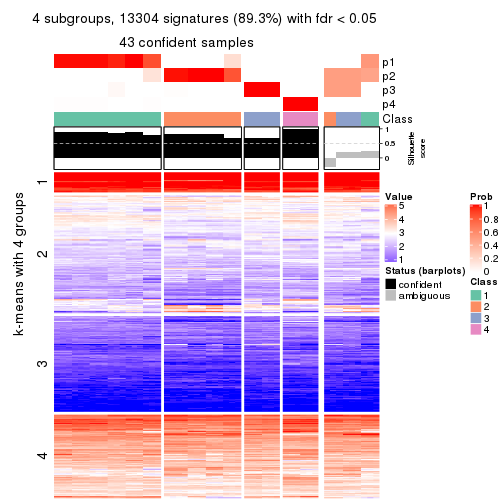 4 subgroups, 13304 signatures (89.3%) with fdr < 0.05
43 confident samples
p1
p2
p3
p4
Class
1
0.5
0
Silhouette
score
k-means with 4 groups
1
2
3
4
Value
5
4
3
2
1
Status (barplots)
confident
ambiguous
Prob
1
0.8
0.6
0.4
0.2
0
Class
1
2
3
4